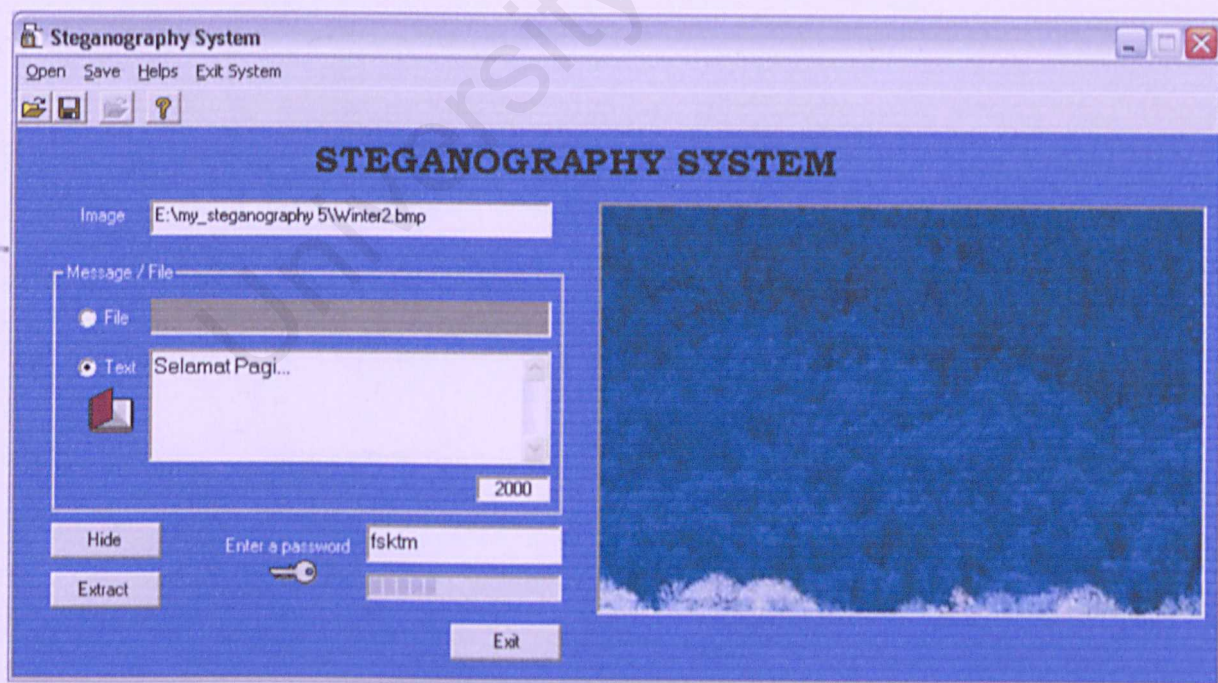 Steganography System
Open Save Helps Exit System
University
STEGANOGRAPHY SYSTEM
Image E:\my_steganography 5\Winter2.bmp
Message / File
File
Text Selamat Pagi...
2000
Hide Enter a password fsktm
Extract
Exit